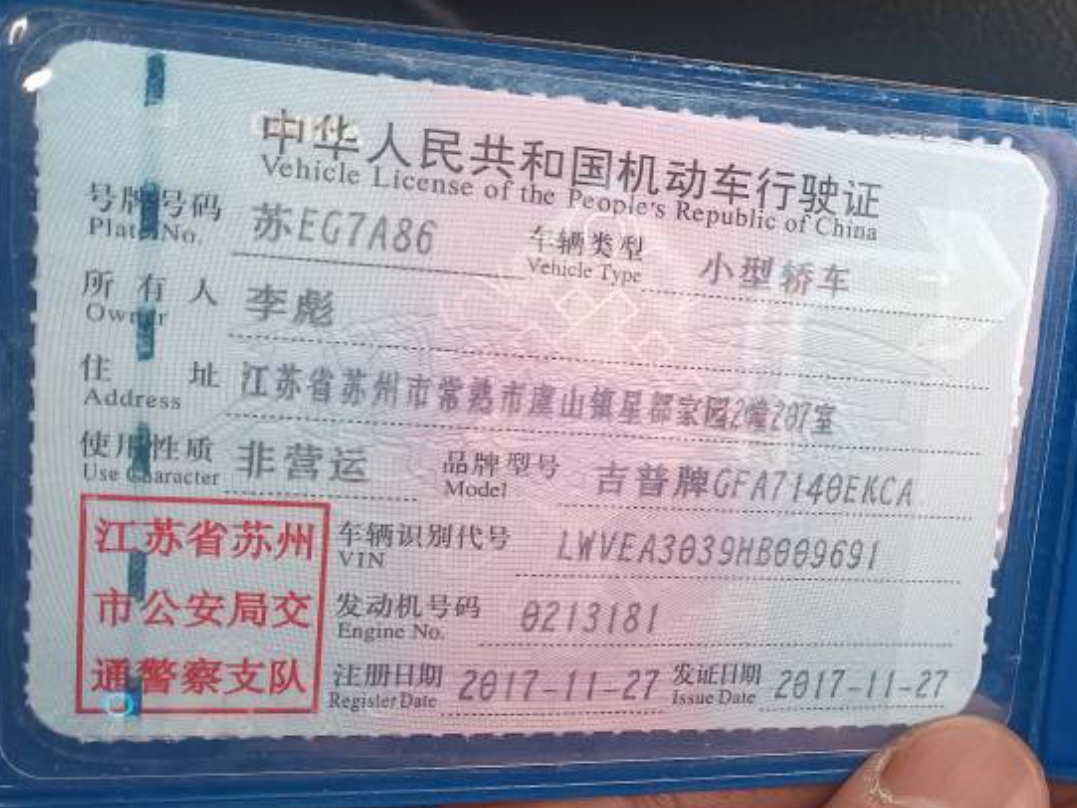 中华人民共和国机动车行驶证
Vehicle License of the People's Republic of China
号牌号码 苏EG7A86 车辆类型 小型轿车
Plate No. Vehicle Type
所有人 李彪
Owner
住址 江苏省苏州市常熟市虞山镇星都家园2幢207室
Address
使用性质 非营运 品牌型号 吉普牌GFA7140EKCA
Use Character Model
江苏省苏州 车辆识别代号 LWVEA3039HB009691
VIN
市公安局交 发动机号码 0213181
Engine No.
通警察支队 注册日期 2017-11-27 发证日期 2017-11-27
Register Date Issue Date